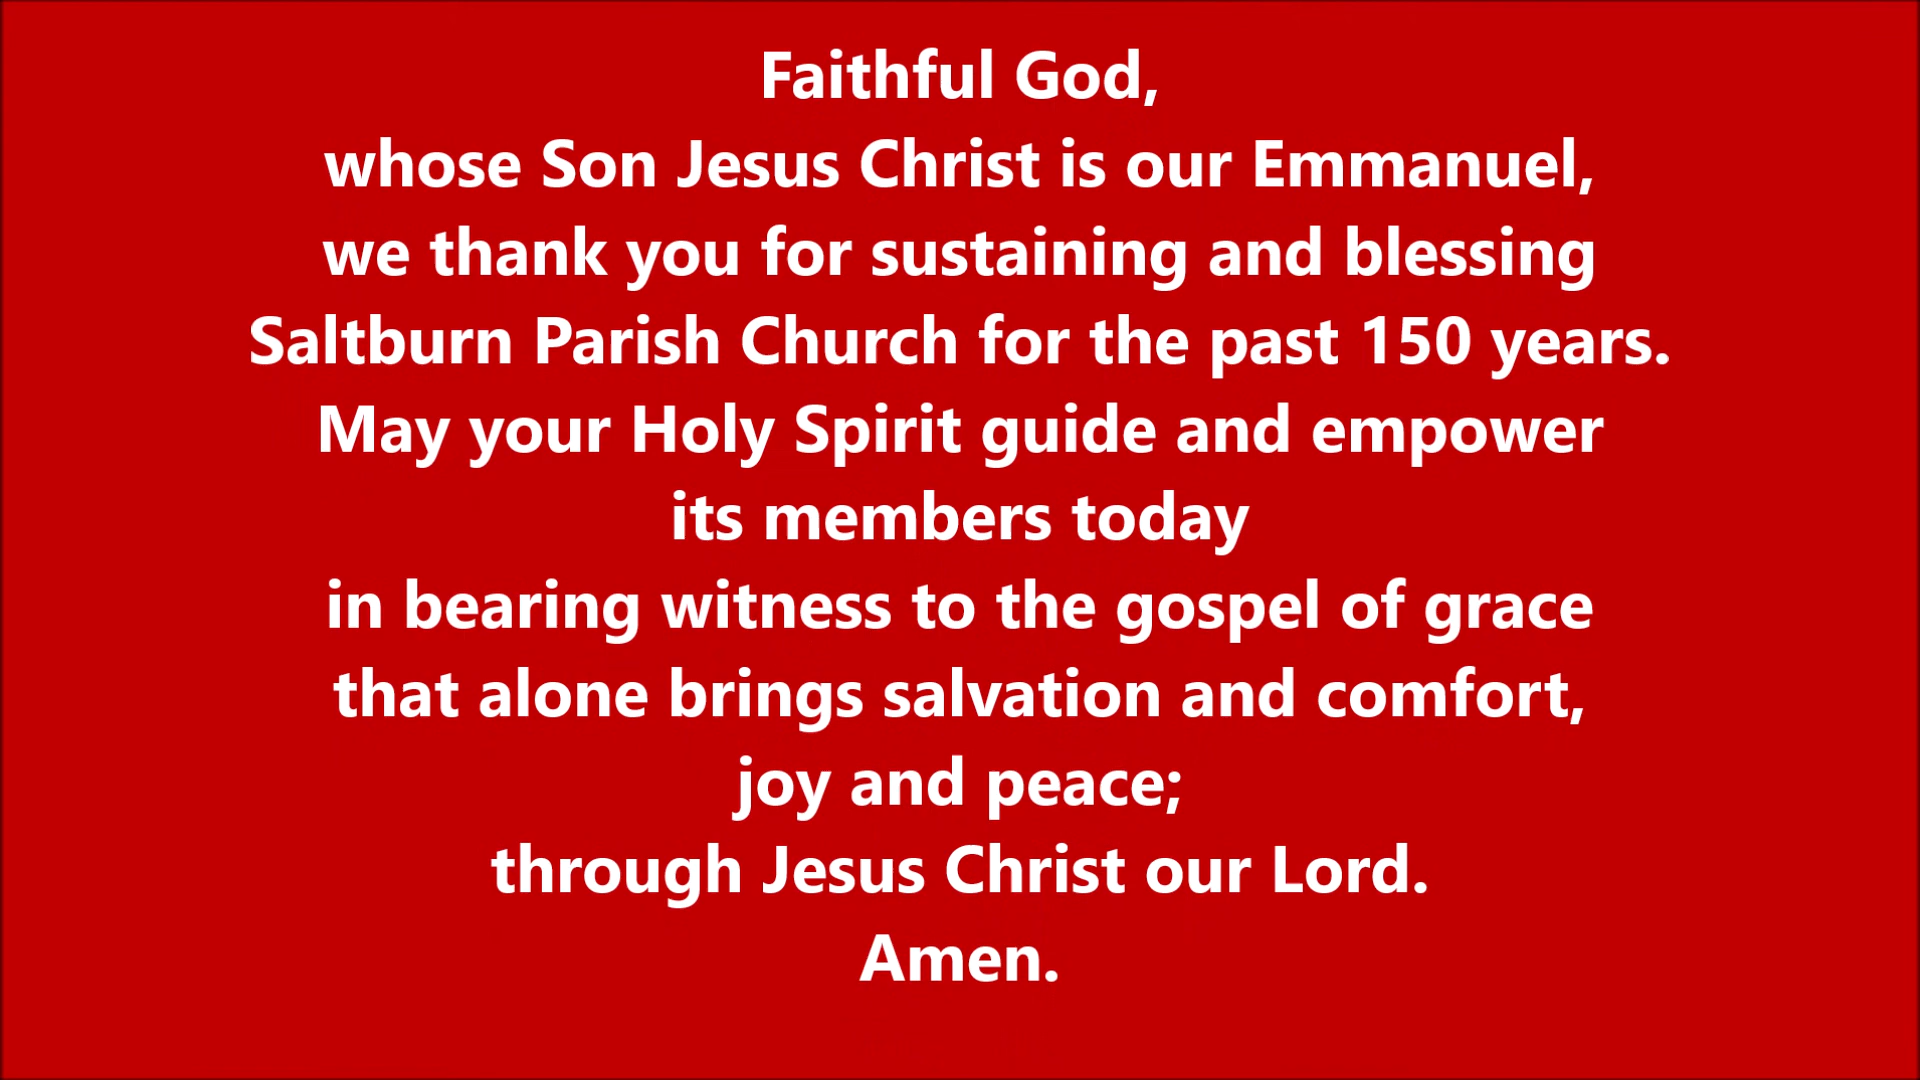 Faithful God,
whose Son Jesus Christ is our Emmanuel,
we thank you for sustaining and blessing
Saltburn Parish Church for the past 150 years.
May your Holy Spirit guide and empower
its members today
in bearing witness to the gospel of grace
that alone brings salvation and comfort,
joy and peace;
through Jesus Christ our Lord.
Amen.